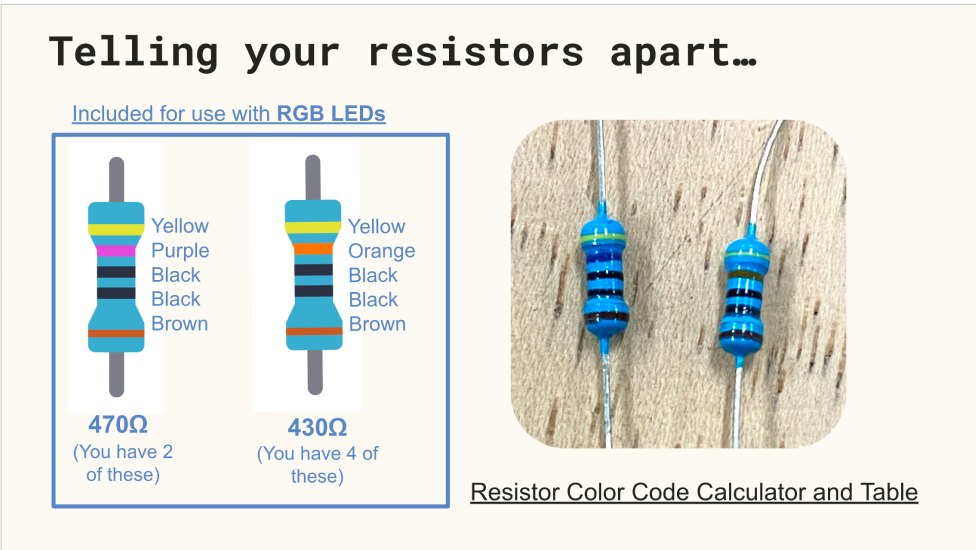 Telling your resistors apart…
Included for use with RGB LEDs
Yellow
Purple
Black
Black
Brown
470Ω
(You have 2
of these)
Yellow
Orange
Black
Black
Brown
430Ω
(You have 4 of
these)
Resistor Color Code Calculator and Table